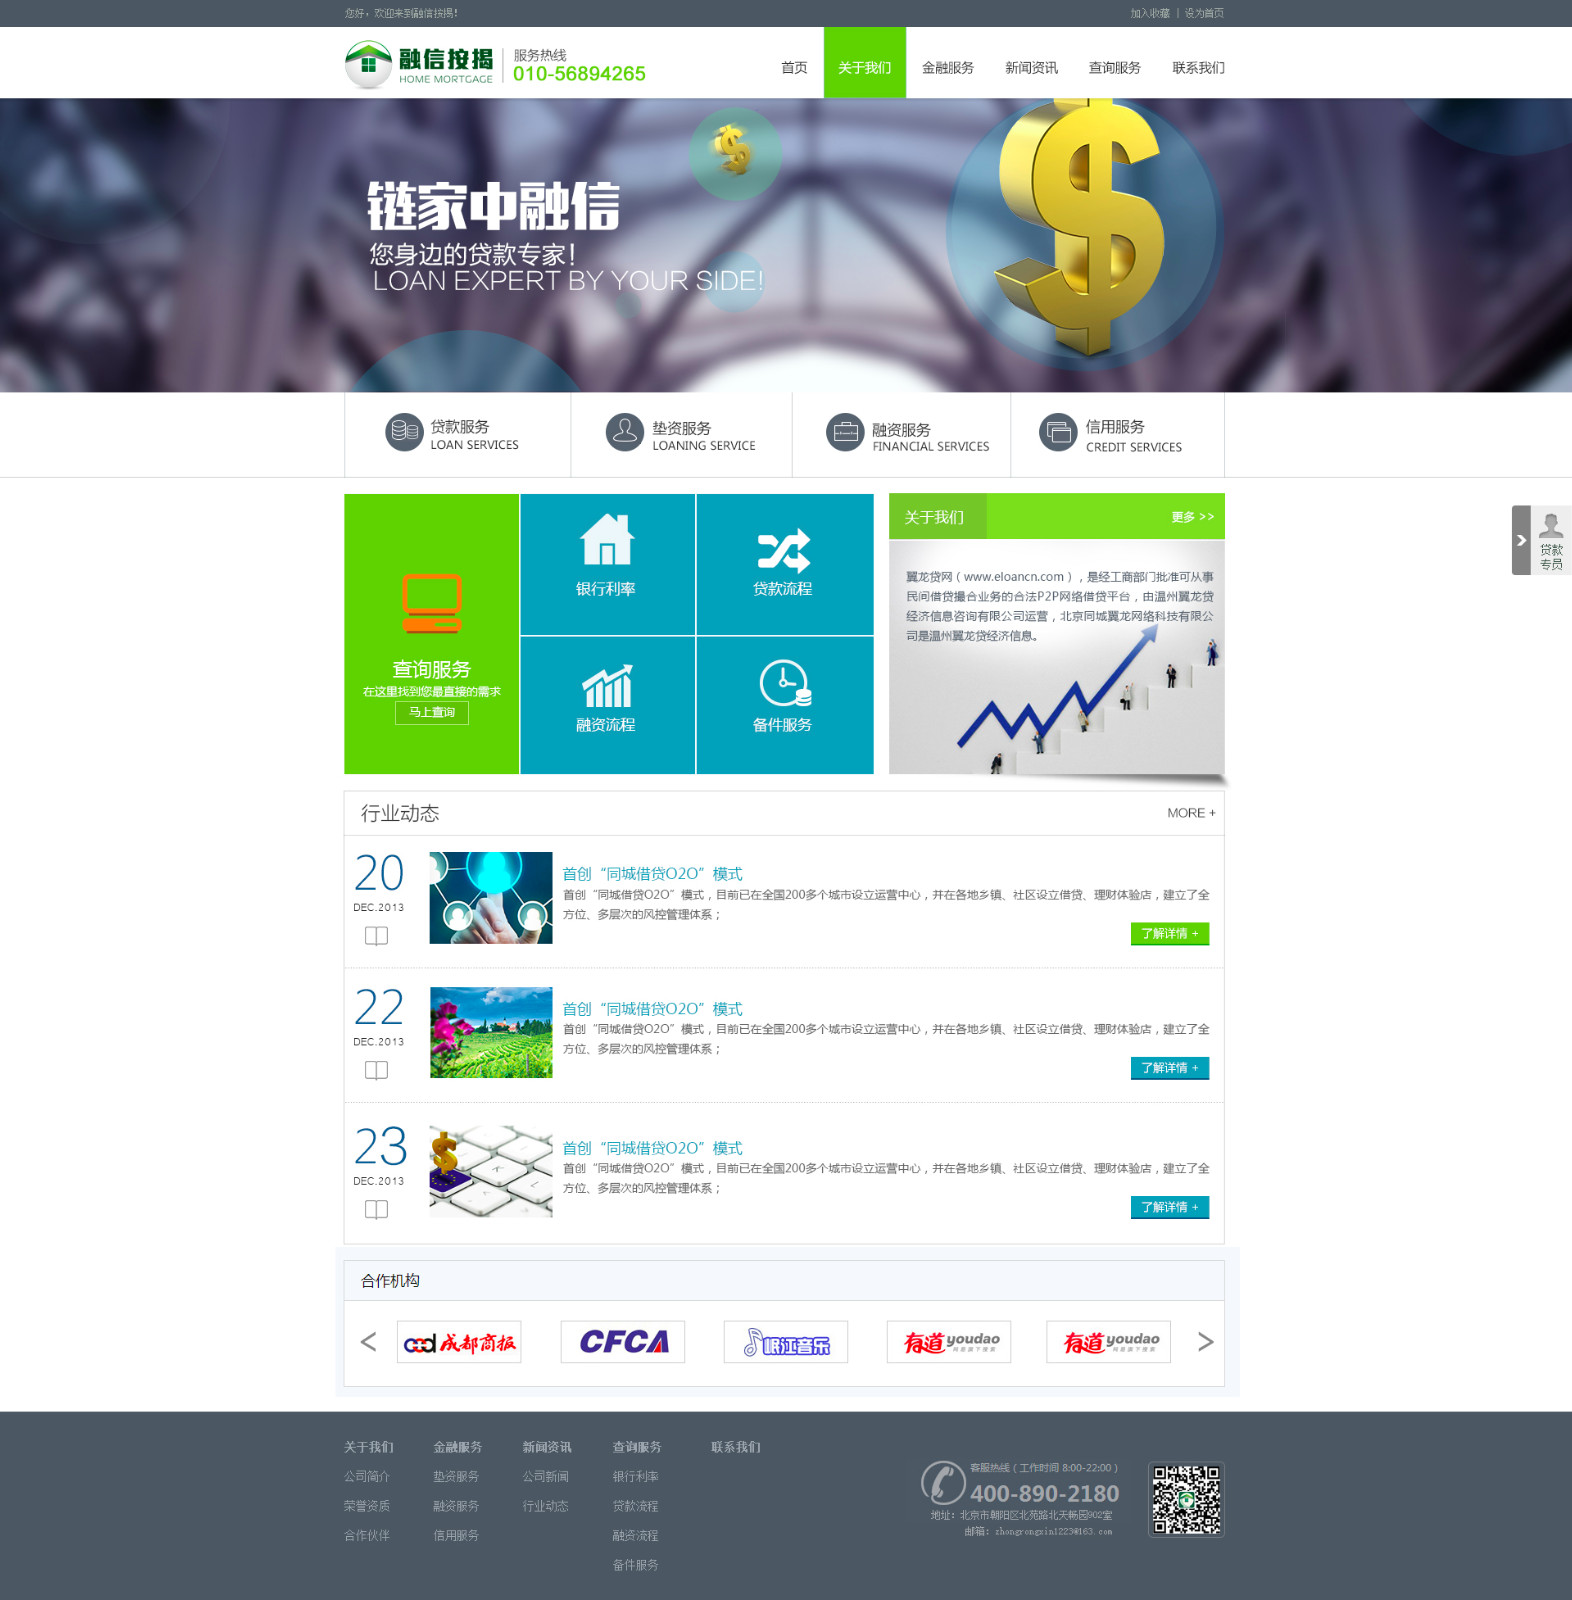 您好，欢迎来到融信按揭！
加入收藏 | 设为首页
融信按揭
HOME MORTGAGE
服务热线
010-56894265
首页 关于我们 金融服务 新闻资讯 查询服务 联系我们
链家中融信
您身边的贷款专家！
LOAN EXPERT BY YOUR SIDE!
贷款服务
LOAN SERVICES
垫资服务
LOANING SERVICE
融资服务
FINANCIAL SERVICES
信用服务
CREDIT SERVICES
查询服务
在这里找到您最直接的需求
马上查询
银行利率
贷款流程
融资流程
备件服务
关于我们
更多 >>
翼龙贷网（www.eloancn.com），是经工商部门批准可从事
民间借贷撮合业务的合法P2P网络借贷平台，由温州翼龙贷
经济信息咨询有限公司运营，北京同城翼龙网络科技有限公
司是温州翼龙贷经济信息。
贷款
专员
行业动态
MORE +
20
DEC.2013
首创“同城借贷O2O”模式
首创“同城借贷O2O”模式，目前已在全国200多个城市设立运营中心，并在各地乡镇、社区设立借贷、理财体验店，建立了全
方位、多层次的风控管理体系；
了解详情 +
22
DEC.2013
首创“同城借贷O2O”模式
首创“同城借贷O2O”模式，目前已在全国200多个城市设立运营中心，并在各地乡镇、社区设立借贷、理财体验店，建立了全
方位、多层次的风控管理体系；
了解详情 +
23
DEC.2013
首创“同城借贷O2O”模式
首创“同城借贷O2O”模式，目前已在全国200多个城市设立运营中心，并在各地乡镇、社区设立借贷、理财体验店，建立了全
方位、多层次的风控管理体系；
了解详情 +
合作机构
成都商报
CFCA
岷江音乐
有道youdao
网易旗下搜索
有道youdao
网易旗下搜索
关于我们 金融服务 新闻资讯 查询服务 联系我们
公司简介 垫资服务 公司新闻 银行利率
荣誉资质 融资服务 行业动态 贷款流程
合作伙伴 信用服务 融资流程
备件服务
客服热线（工作时间 8:00-22:00）
400-890-2180
地址：北京市朝阳区北苑路北天畅园902室
邮箱：zhongrongxin1223@163.com